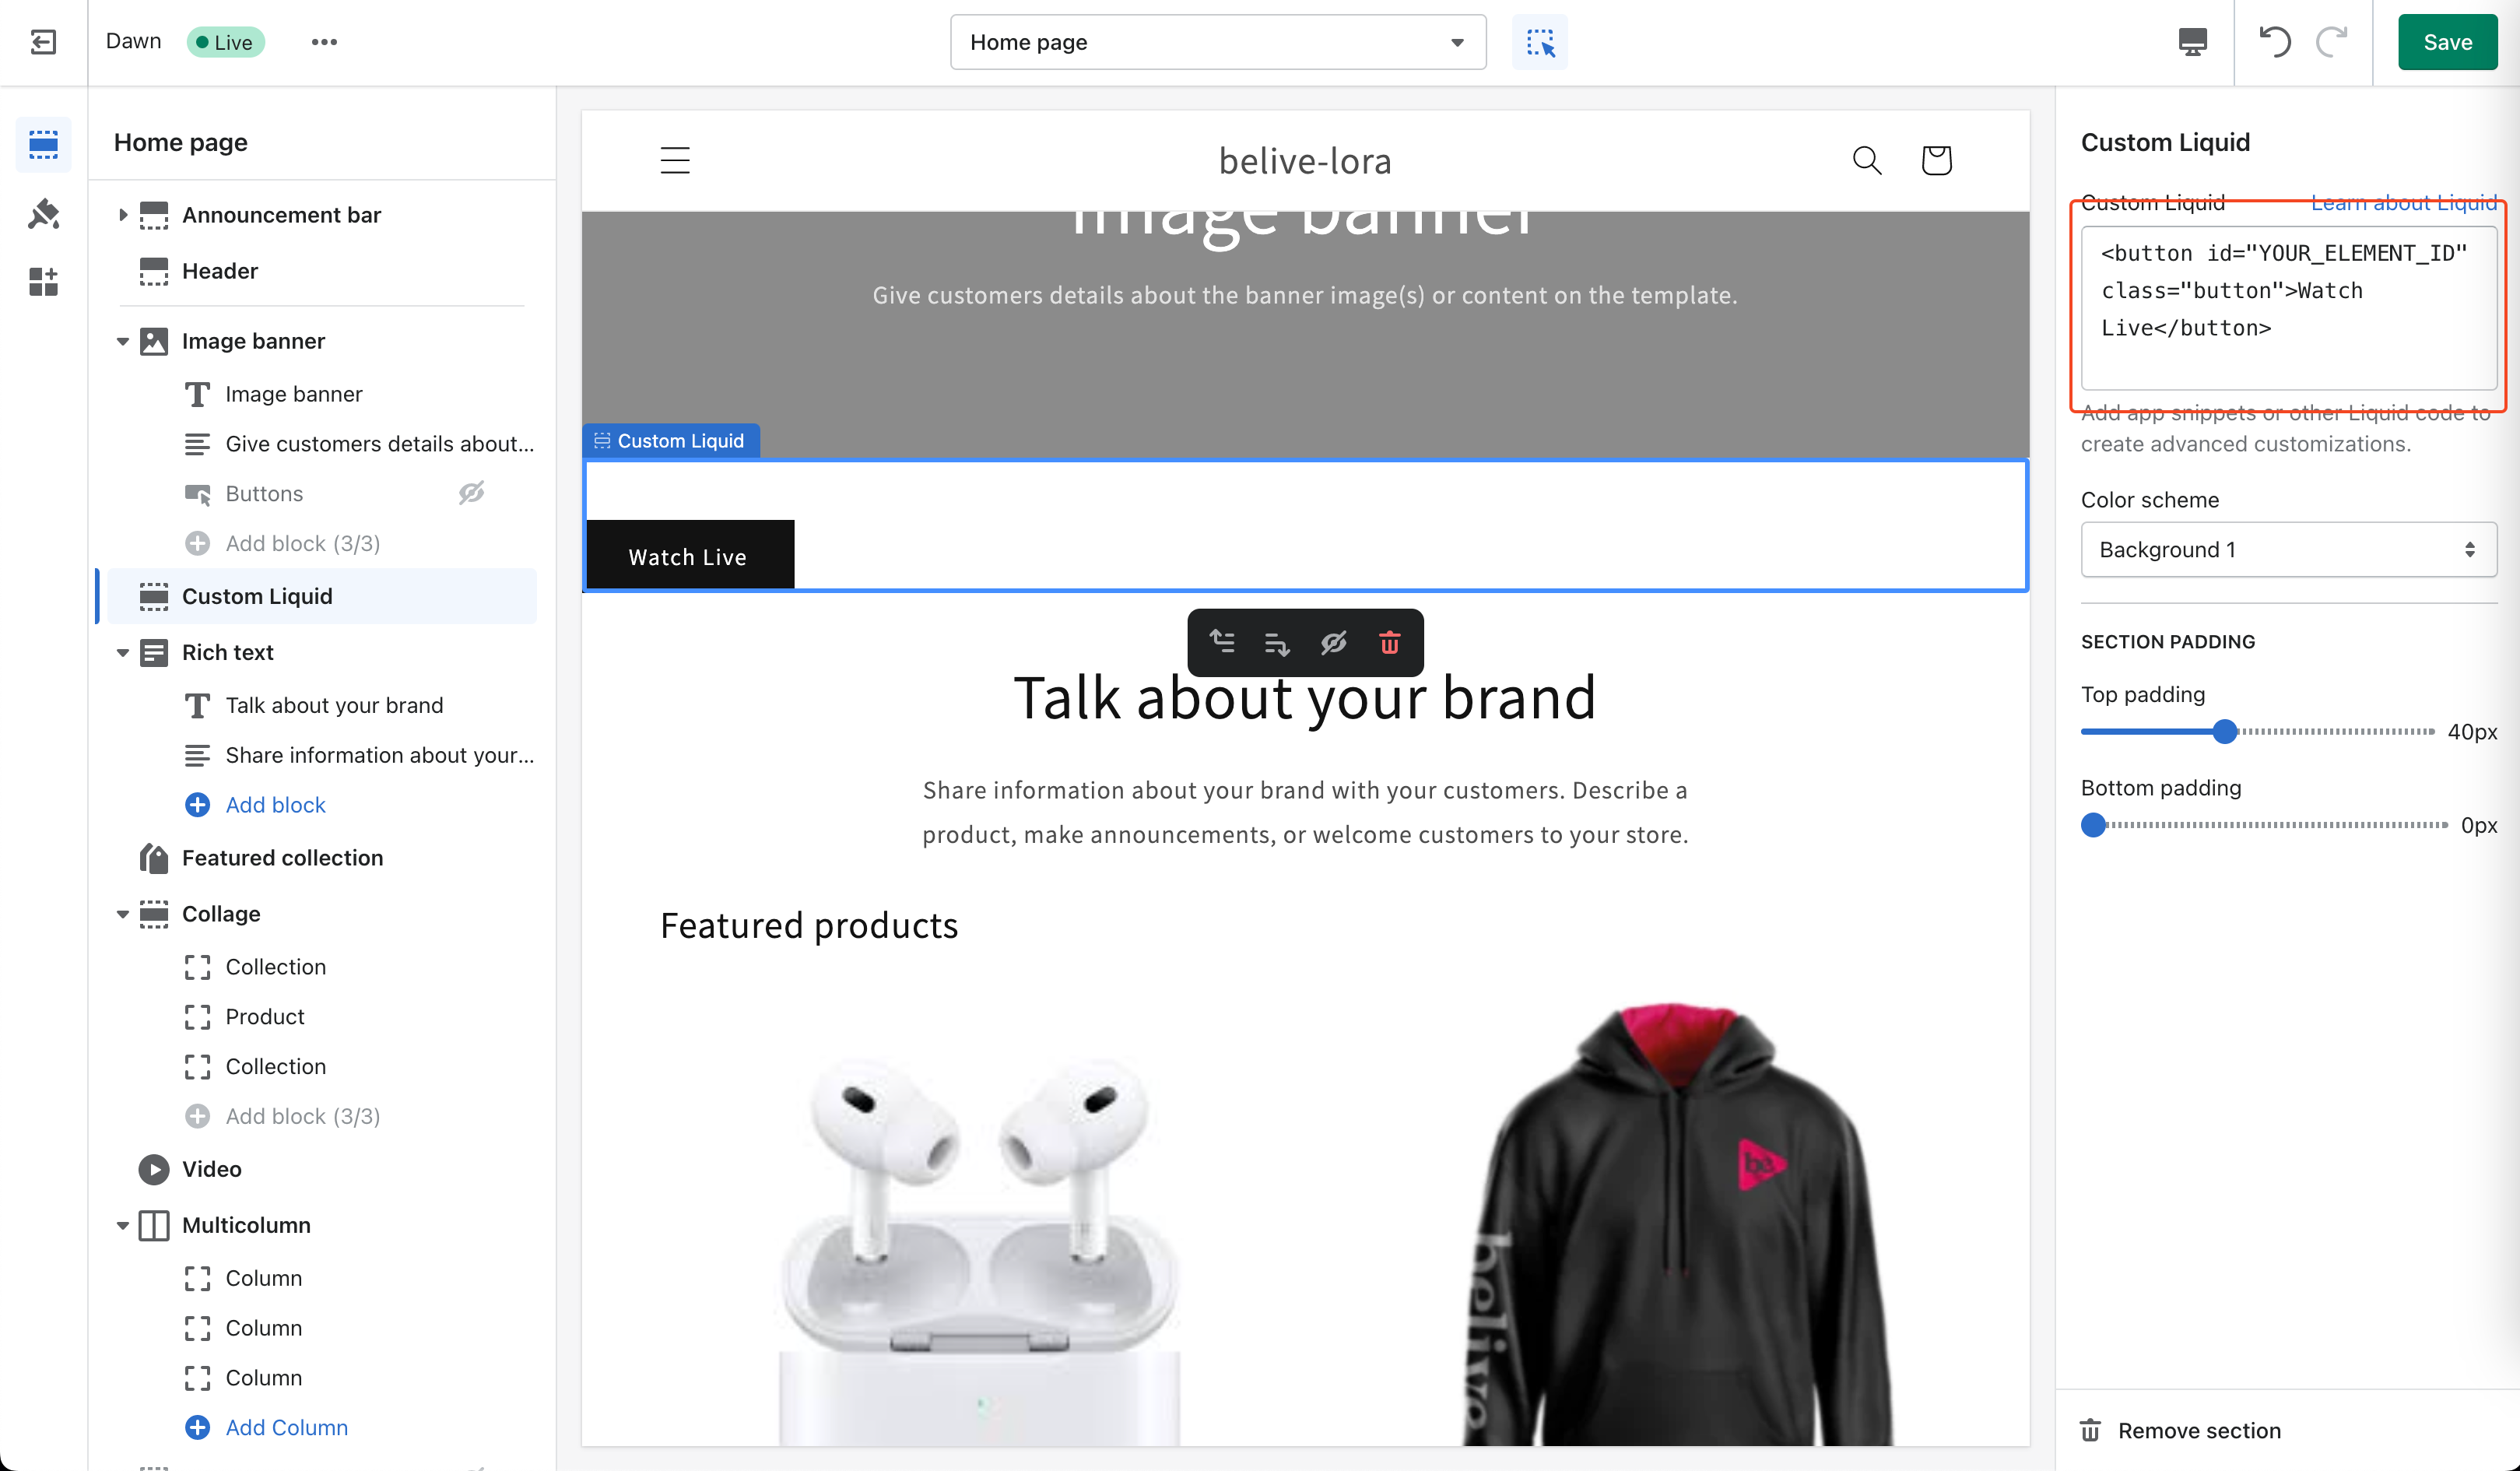 Dawn
Live
Home page
Save
Home page
Announcement bar
Header
Image banner
Image banner
Give customers details about...
Buttons
Add block (3/3)
Custom Liquid
Rich text
Talk about your brand
Share information about your...
Add block
Featured collection
Collage
Collection
Product
Collection
Add block (3/3)
Video
Multicolumn
Column
Column
Column
Add Column
belive-lora
Image banner
Give customers details about the banner image(s) or content on the template.
Custom Liquid
Watch Live
Talk about your brand
Share information about your brand with your customers. Describe a
product, make announcements, or welcome customers to your store.
Featured products
be.
belive
Custom Liquid
Custom Liquid
Learn about Liquid
<button id="YOUR_ELEMENT_ID"
class="button">Watch
Live</button>
Add app snippets or other Liquid code to
create advanced customizations.
Color scheme
Background 1
SECTION PADDING
Top padding
40px
Bottom padding
0px
Remove section